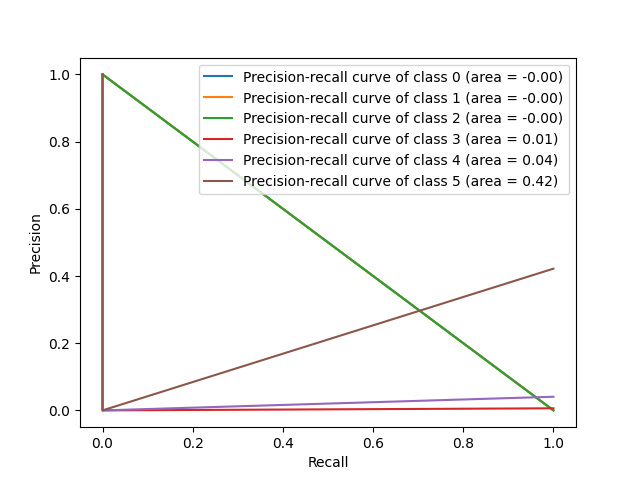 Precision-recall curve of class 0 (area = -0.00)
Precision-recall curve of class 1 (area = -0.00)
Precision-recall curve of class 2 (area = -0.00)
Precision-recall curve of class 3 (area = 0.01)
Precision-recall curve of class 4 (area = 0.04)
Precision-recall curve of class 5 (area = 0.42)
1.0
0.8
0.6
0.4
0.2
0.0
Precision
0.0 0.2 0.4 0.6 0.8 1.0
Recall